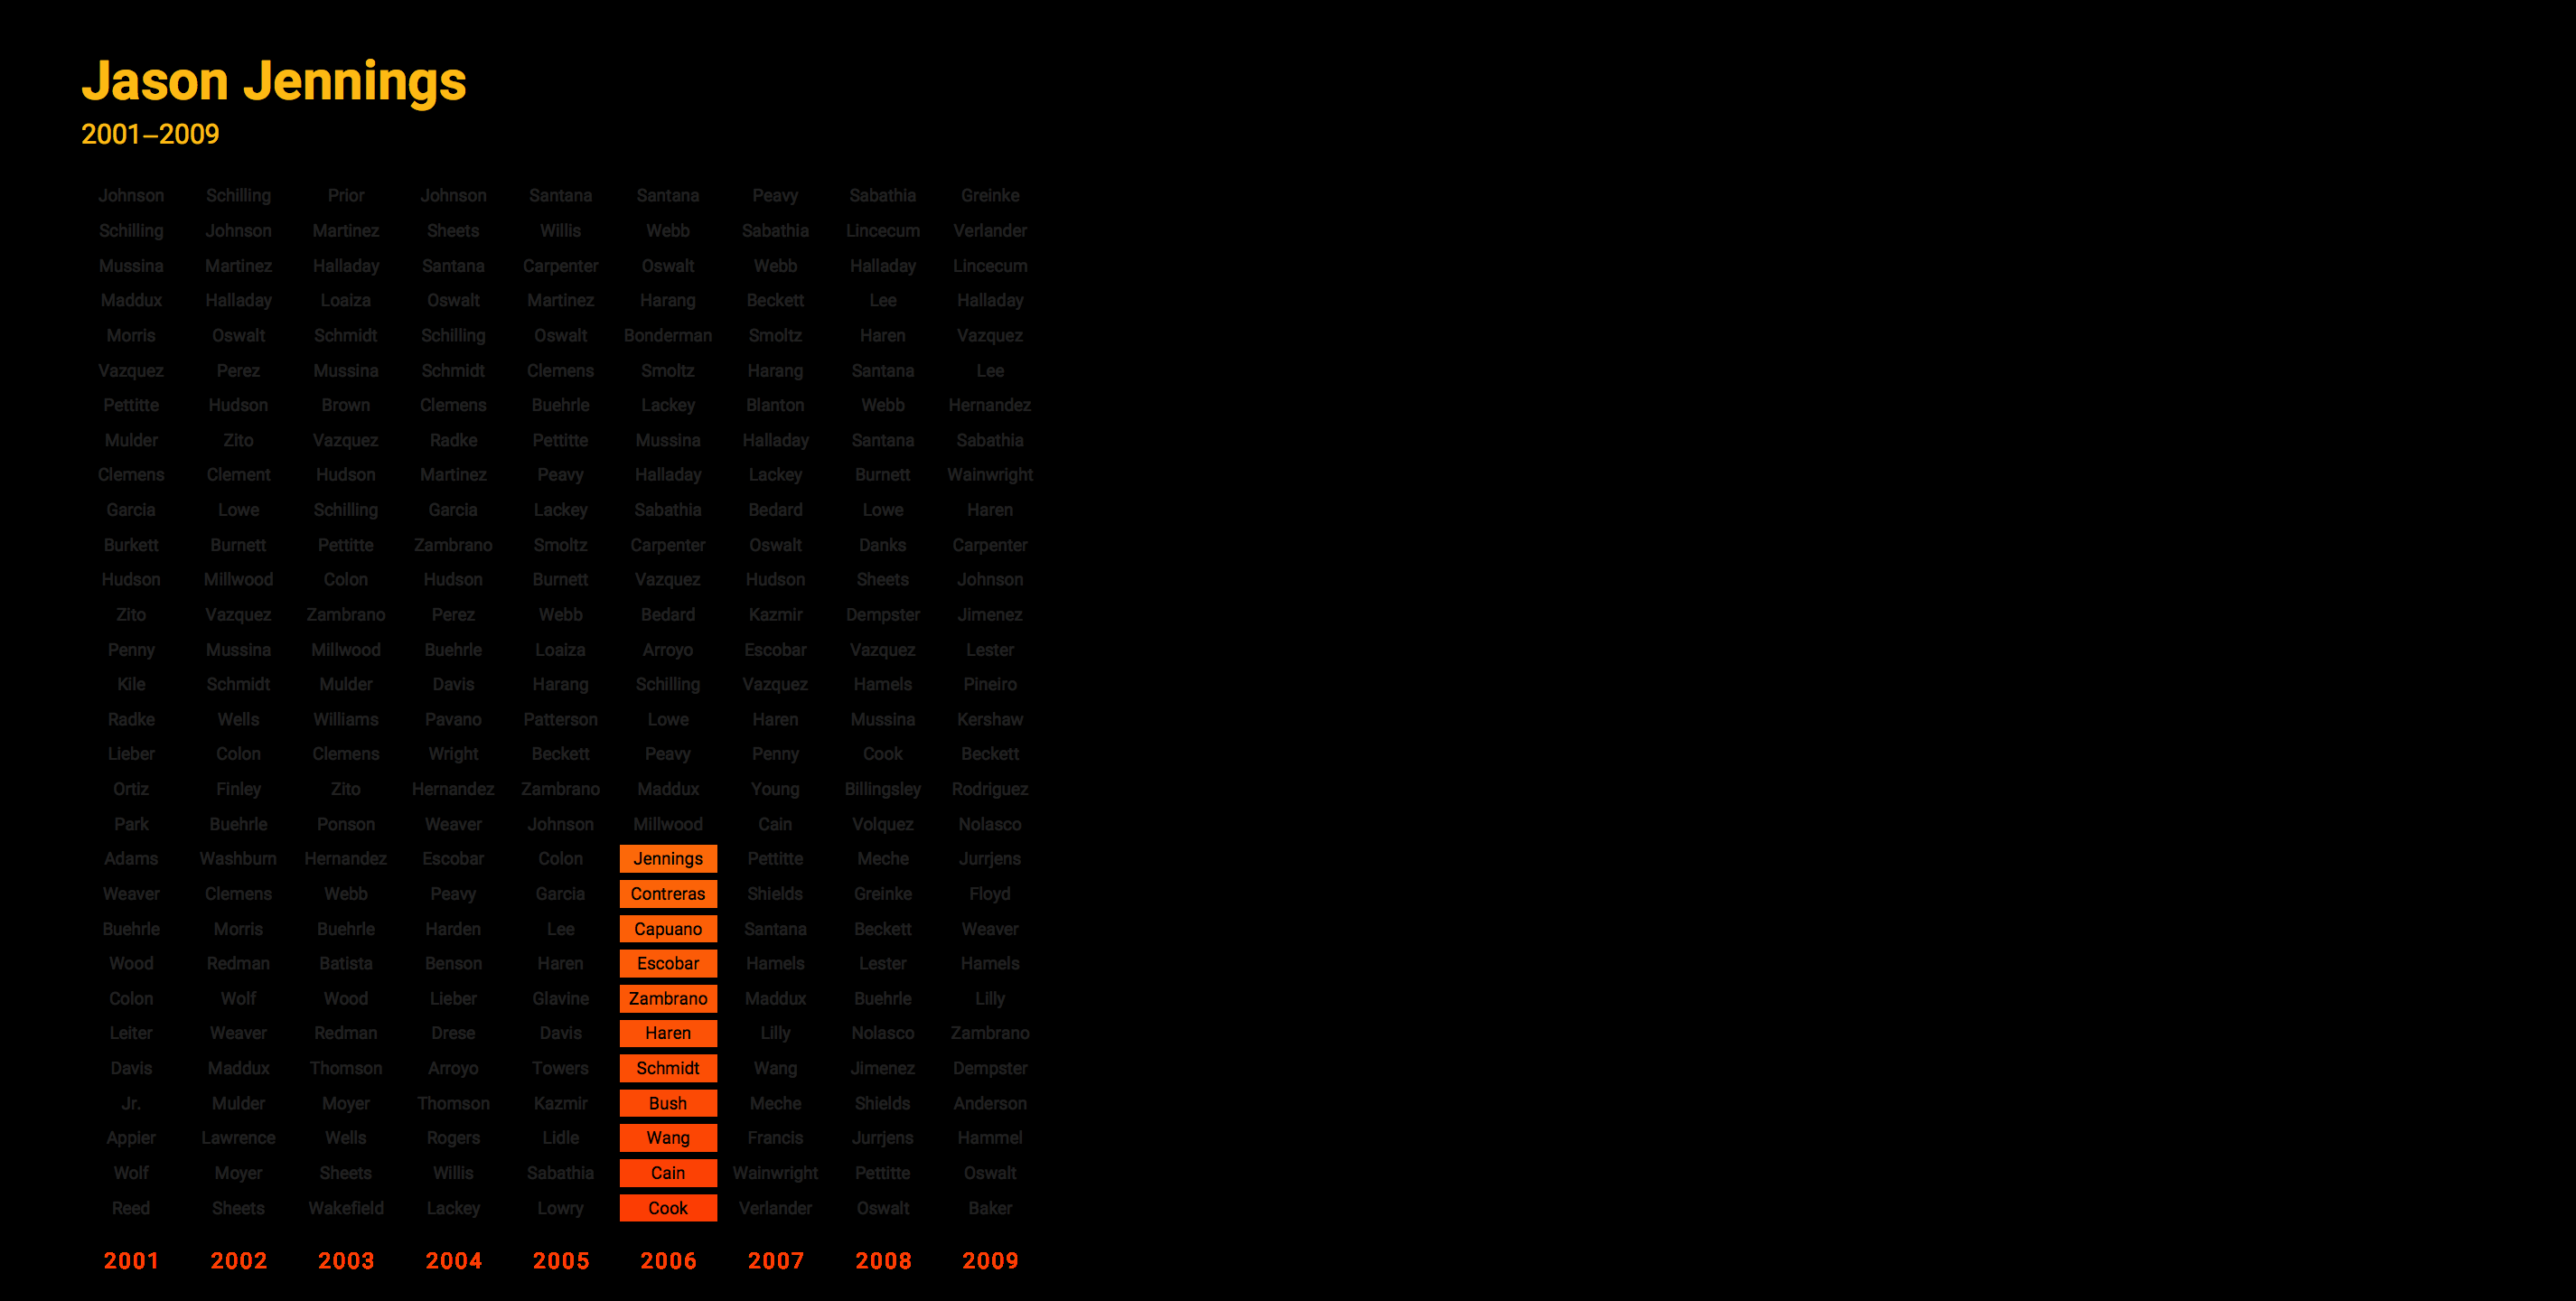 Jason Jennings
2001–2009
Johnson Schilling Prior Johnson Santana Santana Peavy Sabathia Greinke
Schilling Johnson Martinez Sheets Willis Webb Sabathia Lincecum Verlander
Mussina Martinez Halladay Santana Carpenter Oswalt Webb Halladay Lincecum
Maddux Halladay Loaiza Oswalt Martinez Harang Beckett Lee Halladay
Morris Oswalt Schmidt Schilling Oswalt Bonderman Smoltz Haren Vazquez
Vazquez Perez Mussina Schmidt Clemens Smoltz Harang Santana Lee
Pettitte Hudson Brown Clemens Buehrle Lackey Blanton Webb Hernandez
Mulder Zito Vazquez Radke Pettitte Mussina Halladay Santana Sabathia
Clemens Clement Hudson Martinez Peavy Halladay Lackey Burnett Wainwright
Garcia Lowe Schilling Garcia Lackey Sabathia Bedard Lowe Haren
Burkett Burnett Pettitte Zambrano Smoltz Carpenter Oswalt Danks Carpenter
Hudson Millwood Colon Hudson Burnett Vazquez Hudson Sheets Johnson
Zito Vazquez Zambrano Perez Webb Bedard Kazmir Dempster Jimenez
Penny Mussina Millwood Buehrle Loaiza Arroyo Escobar Vazquez Lester
Kile Schmidt Mulder Davis Harang Schilling Vazquez Hamels Pineiro
Radke Wells Williams Pavano Patterson Lowe Haren Mussina Kershaw
Lieber Colon Clemens Wright Beckett Peavy Penny Cook Beckett
Ortiz Finley Zito Hernandez Zambrano Maddux Young Billingsley Rodriguez
Park Buehrle Ponson Weaver Johnson Millwood Cain Volquez Nolasco
Adams Washburn Hernandez Escobar Colon Jennings Pettitte Meche Jurrjens
Weaver Clemens Webb Peavy Garcia Contreras Shields Greinke Floyd
Buehrle Morris Buehrle Harden Lee Capuano Santana Beckett Weaver
Wood Redman Batista Benson Haren Escobar Hamels Lester Hamels
Colon Wolf Wood Lieber Glavine Zambrano Maddux Buehrle Lilly
Leiter Weaver Redman Drese Davis Haren Lilly Nolasco Zambrano
Davis Maddux Thomson Arroyo Towers Schmidt Wang Jimenez Dempster
Jr. Mulder Moyer Thomson Kazmir Bush Meche Shields Anderson
Appier Lawrence Wells Rogers Lidle Wang Francis Jurrjens Hammel
Wolf Moyer Sheets Willis Sabathia Cain Wainwright Pettitte Oswalt
Reed Sheets Wakefield Lackey Lowry Cook Verlander Oswalt Baker
2001 2002 2003 2004 2005 2006 2007 2008 2009